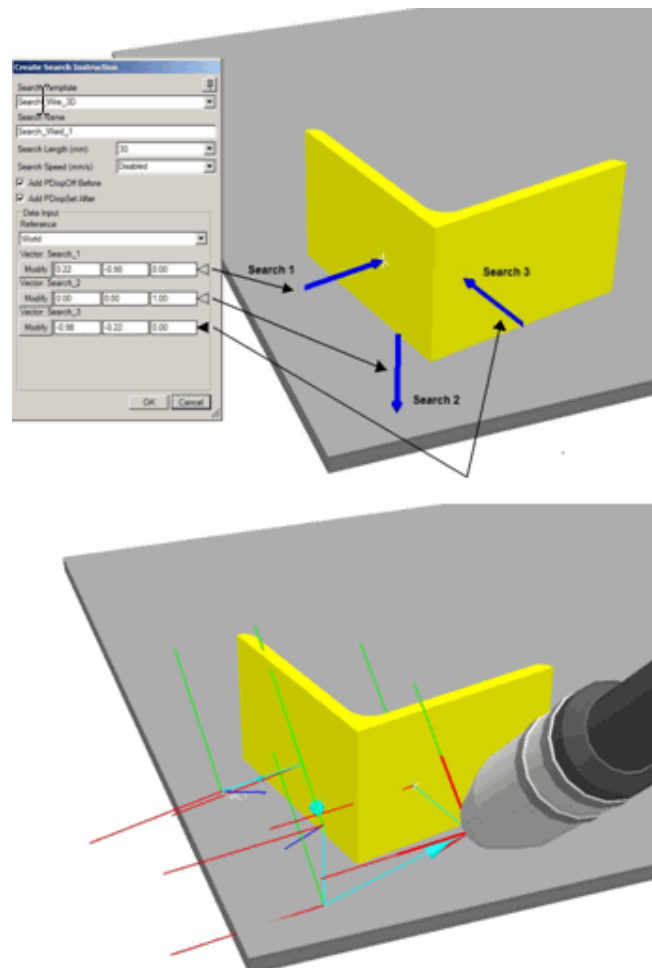 Create Search Instruction
Search Template
Search_Wire_3D
Search Name
Search_Weld_1
Search Length (mm) 30
Search Speed (mm/s) Disabled
Add PDispOff Before
Add PDispSet After
Data Input
Reference
World
Vector: Search_1
Modify 0.22 -0.98 0.00
Vector: Search_2
Modify 0.00 0.00 1.00
Vector: Search_3
Modify -0.98 -0.22 0.00
OK Cancel
Search 1
Search 3
Search 2